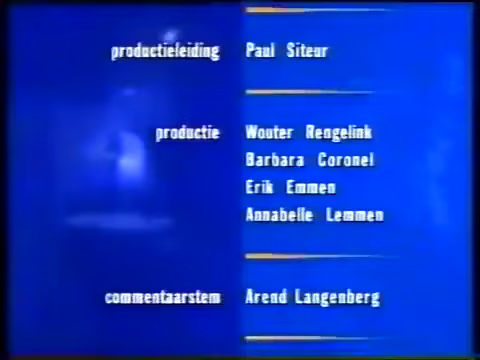 productieleiding Paul Siteur
productie Wouter Rengelink
Barbara Coronel
Erik Emmen
Annabelle Lemmen
commentaarstem Arend Langenberg